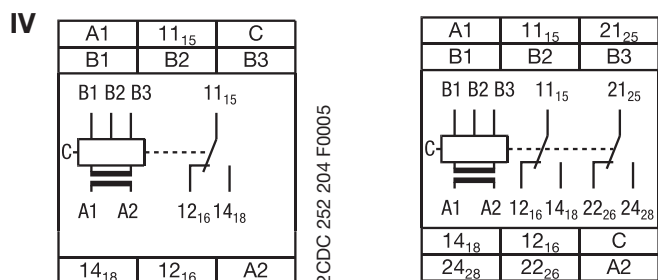 IV
A1 11₁₅ C
B1 B2 B3
B1 B2 B3 11₁₅
C
A1 A2 12₁₆ 14₁₈
14₁₈ 12₁₆ A2
2CDC 252 204 F0005
A1 11₁₅ 21₂₅
B1 B2 B3
B1 B2 B3 11₁₅ 21₂₅
C
A1 A2 12₁₆ 14₁₈ 22₂₆ 24₂₈
14₁₈ 12₁₆ C
24₂₈ 22₂₆ A2